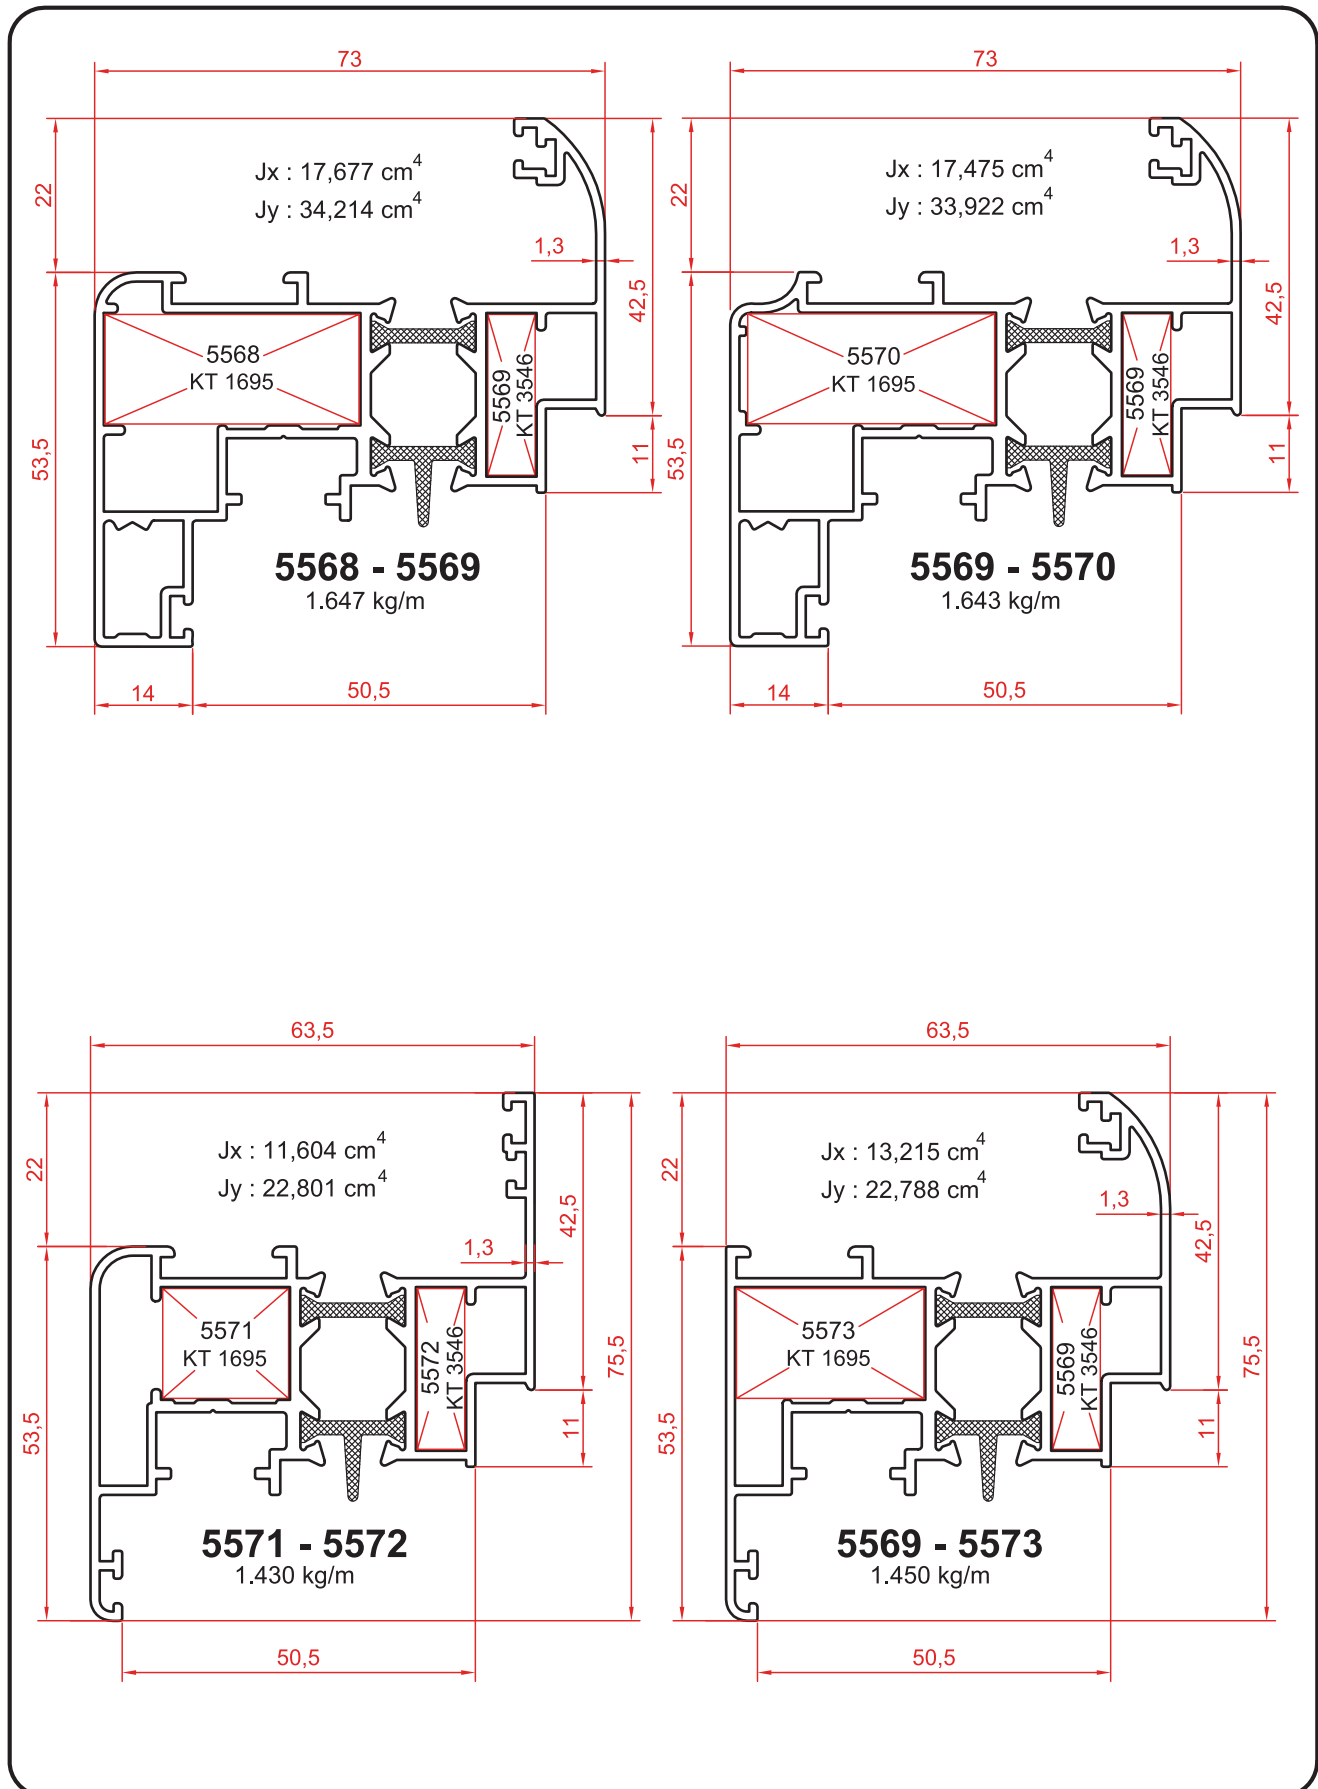 73
22
Jx : 17,677 cm⁴
Jy : 34,214 cm⁴
1,3
42,5
53,5
5568
KT 1695
5569
KT 3546
11
5568 - 5569
1.647 kg/m
14
50,5
73
22
Jx : 17,475 cm⁴
Jy : 33,922 cm⁴
1,3
42,5
53,5
5570
KT 1695
5569
KT 3546
11
5569 - 5570
1.643 kg/m
14
50,5
63,5
22
Jx : 11,604 cm⁴
Jy : 22,801 cm⁴
1,3
42,5
75,5
53,5
5571
KT 1695
5572
KT 3546
11
5571 - 5572
1.430 kg/m
50,5
63,5
22
Jx : 13,215 cm⁴
Jy : 22,788 cm⁴
1,3
42,5
75,5
53,5
5573
KT 1695
5569
KT 3546
11
5569 - 5573
1.450 kg/m
50,5